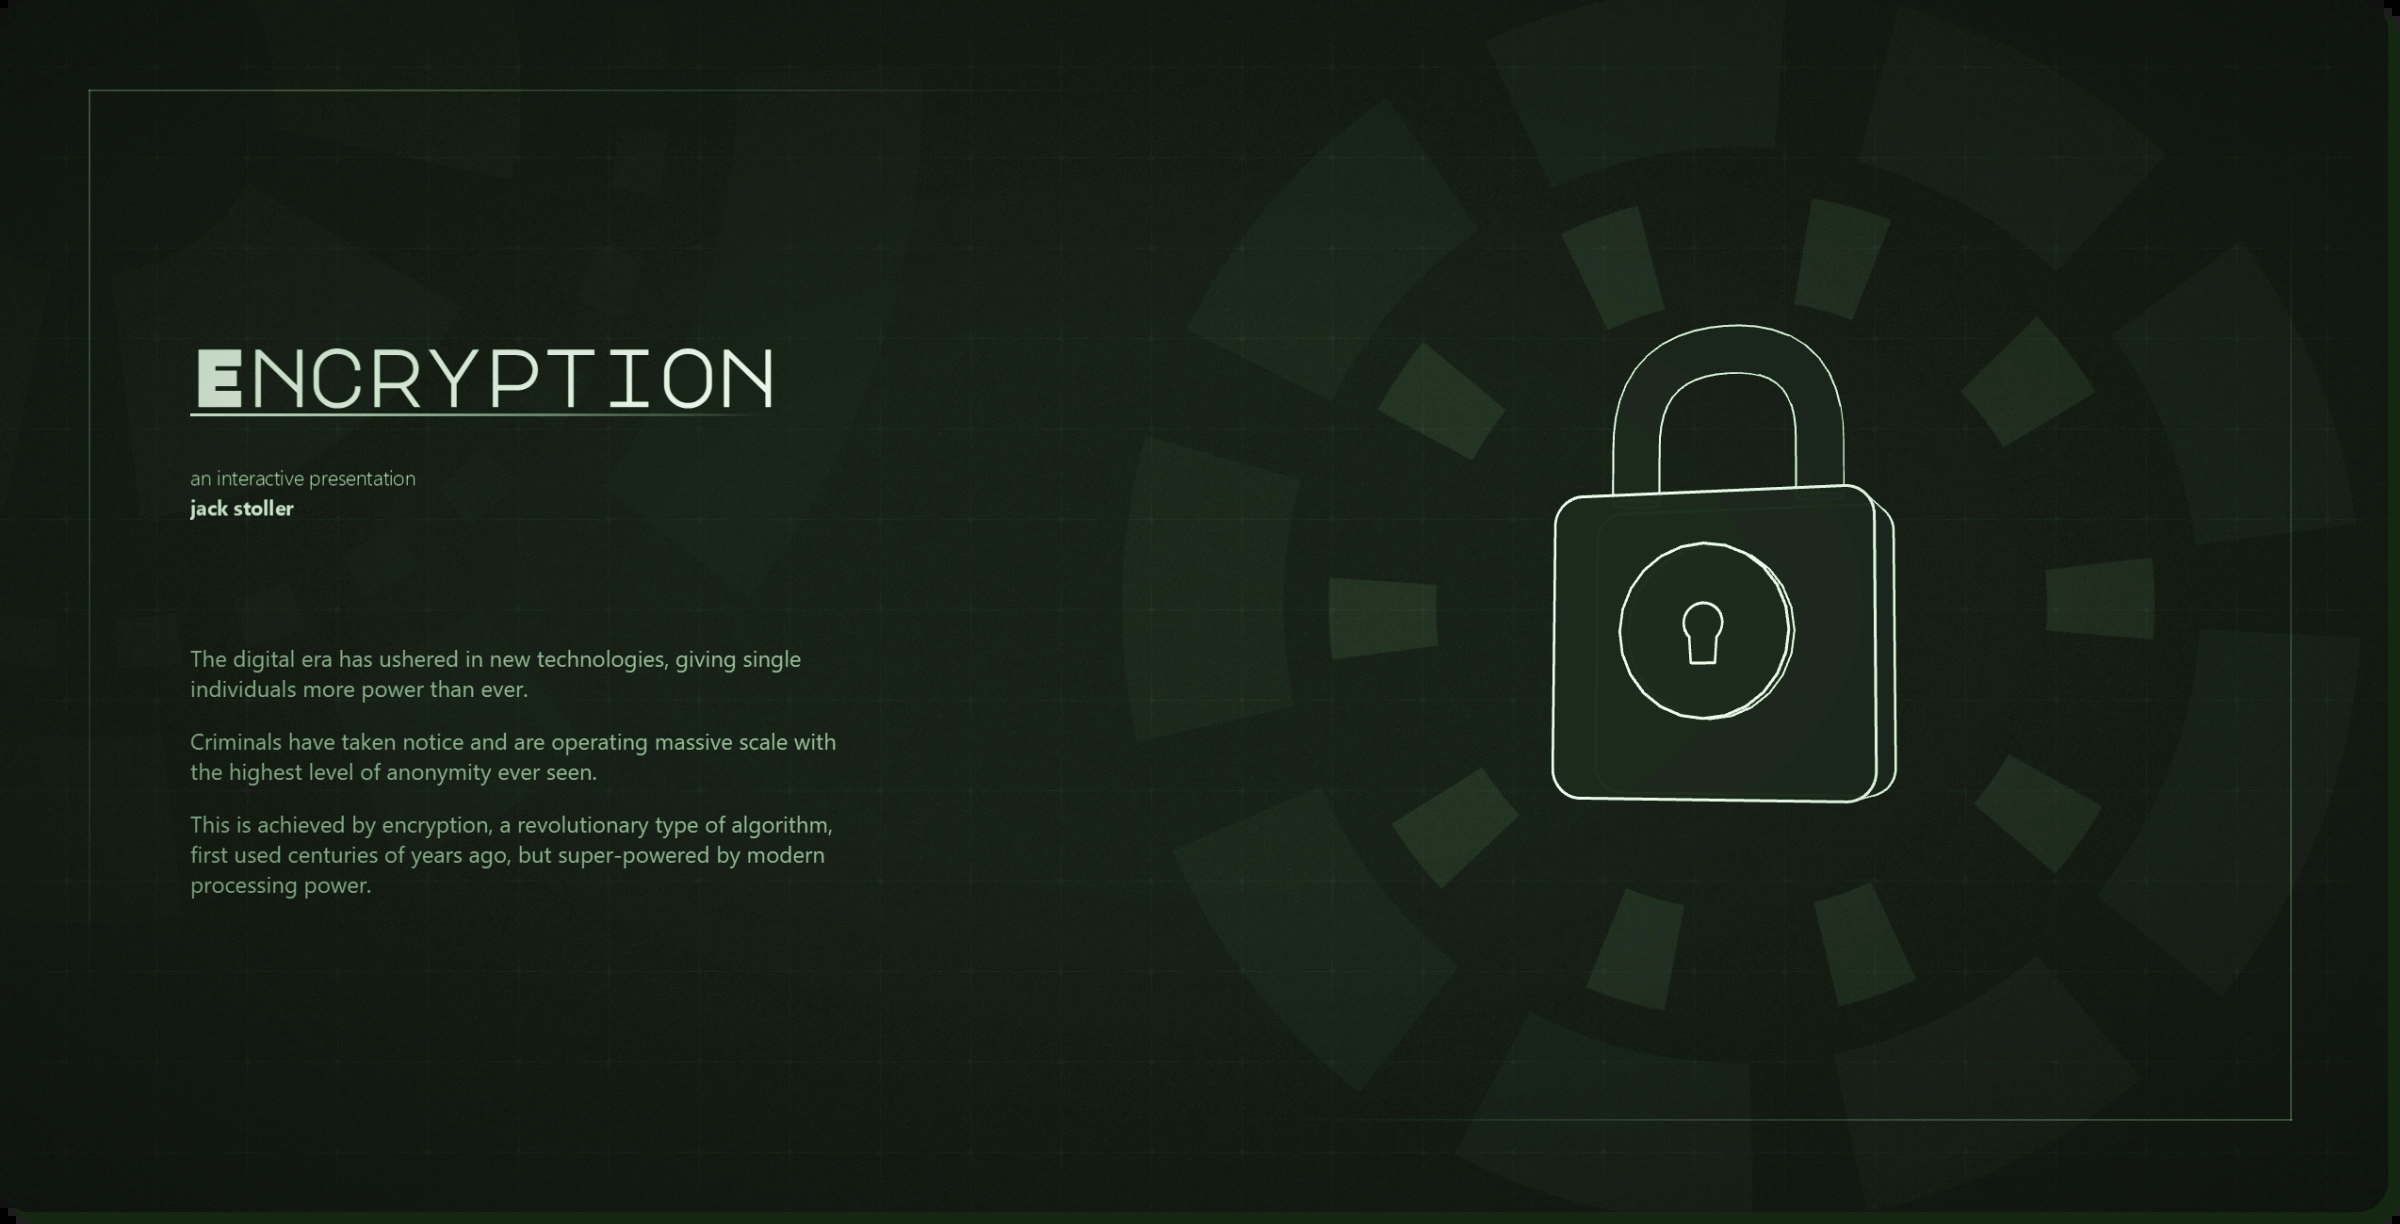 ENCRYPTION
an interactive presentation
jack stoller
The digital era has ushered in new technologies, giving single
individuals more power than ever.
Criminals have taken notice and are operating massive scale with
the highest level of anonymity ever seen.
This is achieved by encryption, a revolutionary type of algorithm,
first used centuries of years ago, but super-powered by modern
processing power.